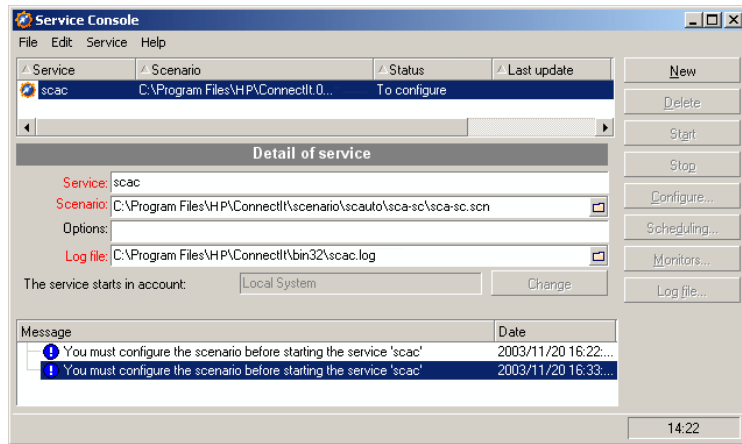 Service Console
File Edit Service Help
Service Scenario Status Last update
scac C:\Program Files\HP\ConnectIt.0... To configure
New
Delete
Start
Stop
Configure...
Scheduling...
Monitors...
Log file...
Detail of service
Service: scac
Scenario: C:\Program Files\HP\ConnectIt\scenario\scauto\sca-sc\sca-sc.scn
Options:
Log file: C:\Program Files\HP\ConnectIt\bin32\scac.log
The service starts in account: Local System Change
Message Date
You must configure the scenario before starting the service 'scac' 2003/11/20 16:22:...
You must configure the scenario before starting the service 'scac' 2003/11/20 16:33:...
14:22